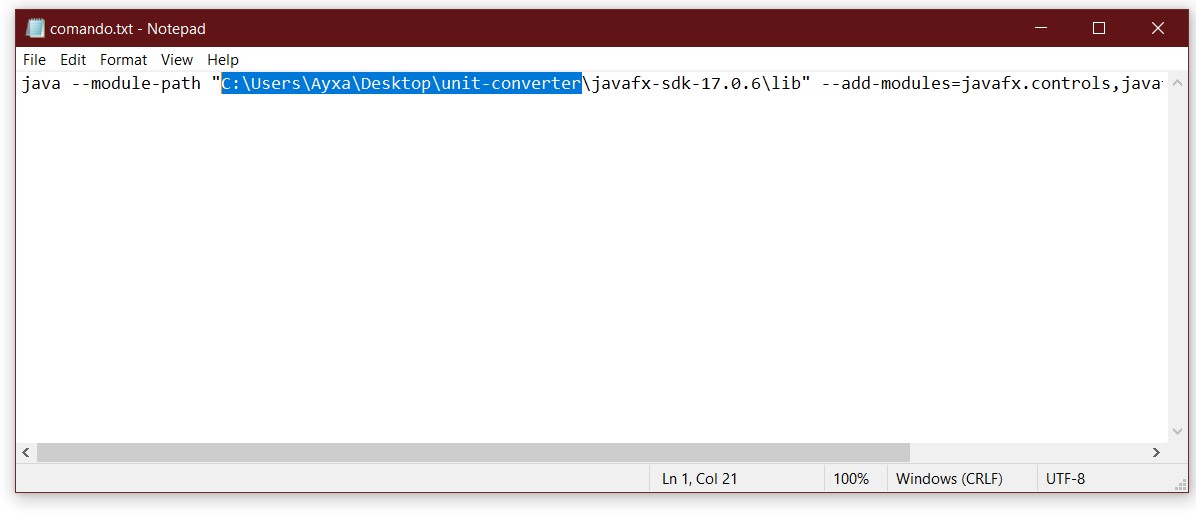 comando.txt - Notepad
File Edit Format View Help
java --module-path "C:\Users\Ayxa\Desktop\unit-converter\javafx-sdk-17.0.6\lib" --add-modules=javafx.controls,java
Ln 1, Col 21 100% Windows (CRLF) UTF-8